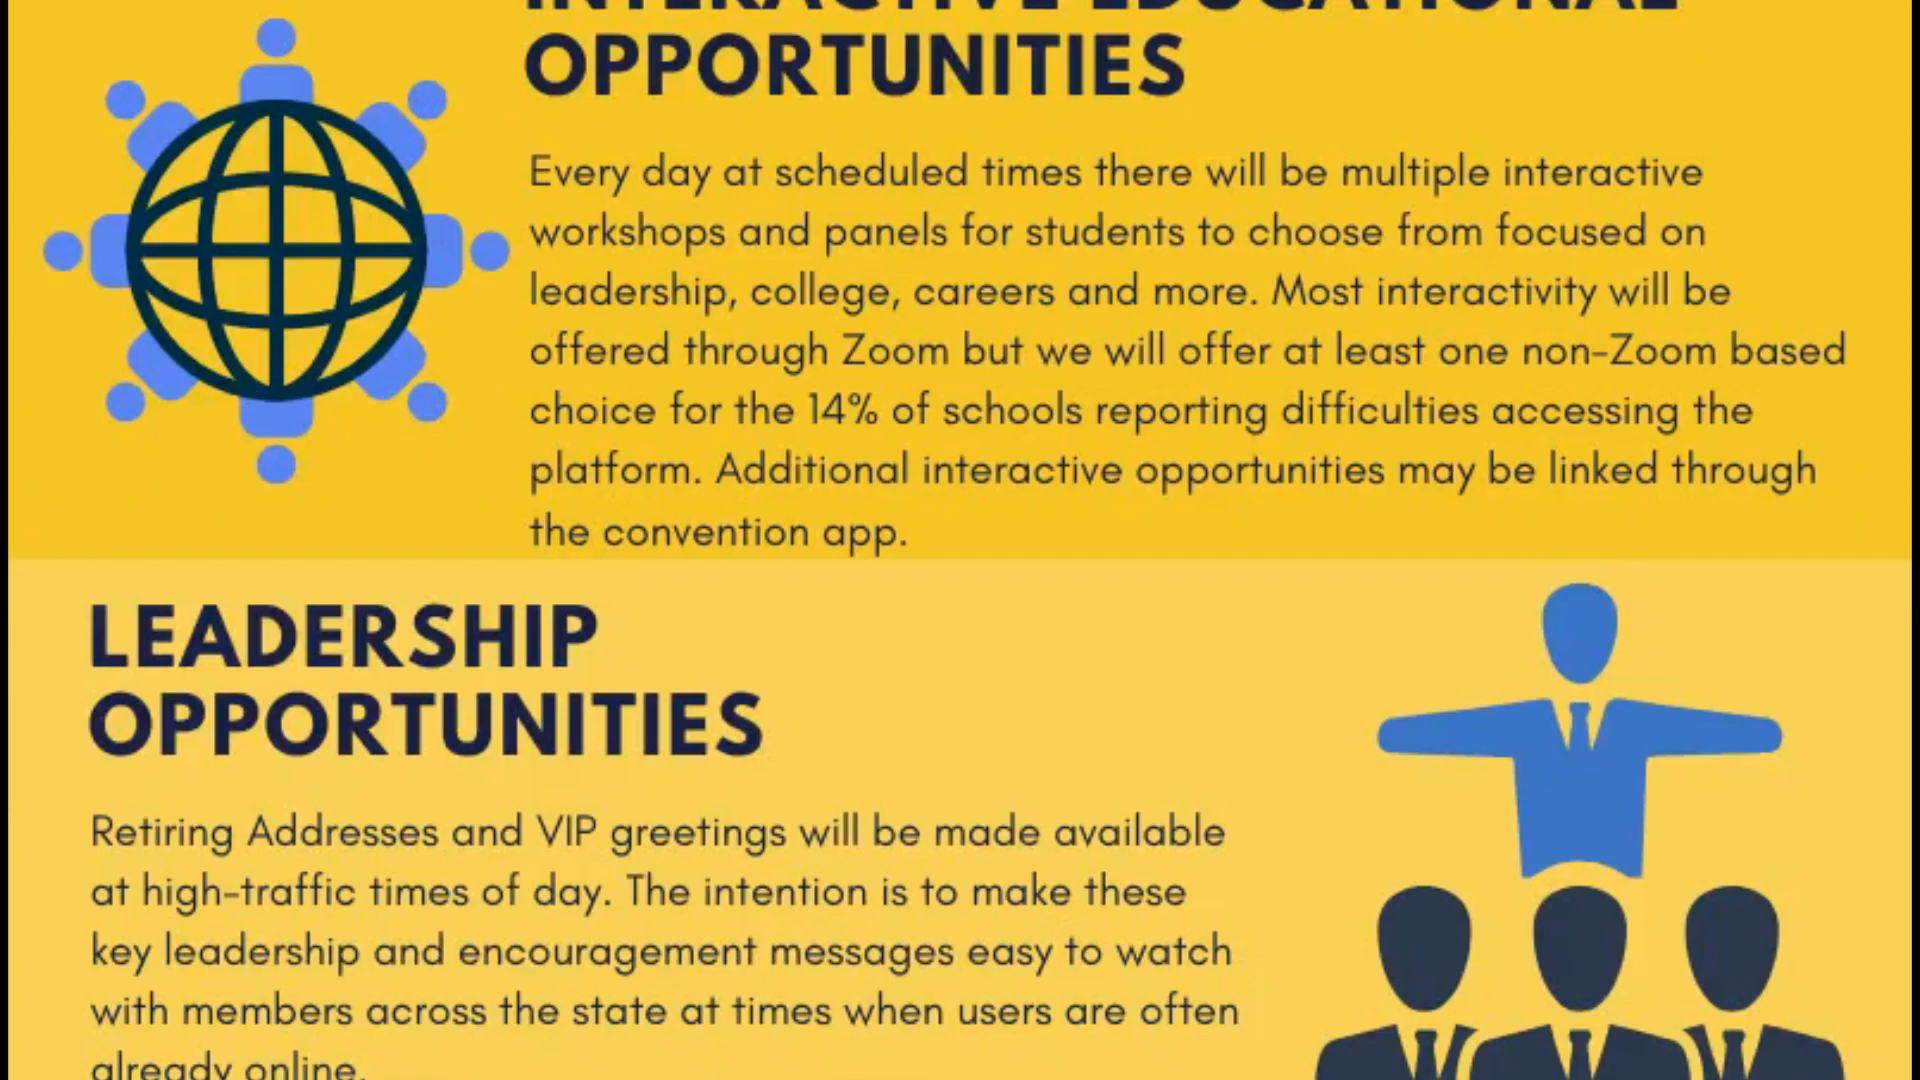 INTERACTIVE EDUCATIONAL
OPPORTUNITIES
Every day at scheduled times there will be multiple interactive
workshops and panels for students to choose from focused on
leadership, college, careers and more. Most interactivity will be
offered through Zoom but we will offer at least one non-Zoom based
choice for the 14% of schools reporting difficulties accessing the
platform. Additional interactive opportunities may be linked through
the convention app.
LEADERSHIP
OPPORTUNITIES
Retiring Addresses and VIP greetings will be made available
at high-traffic times of day. The intention is to make these
key leadership and encouragement messages easy to watch
with members across the state at times when users are often
already online.